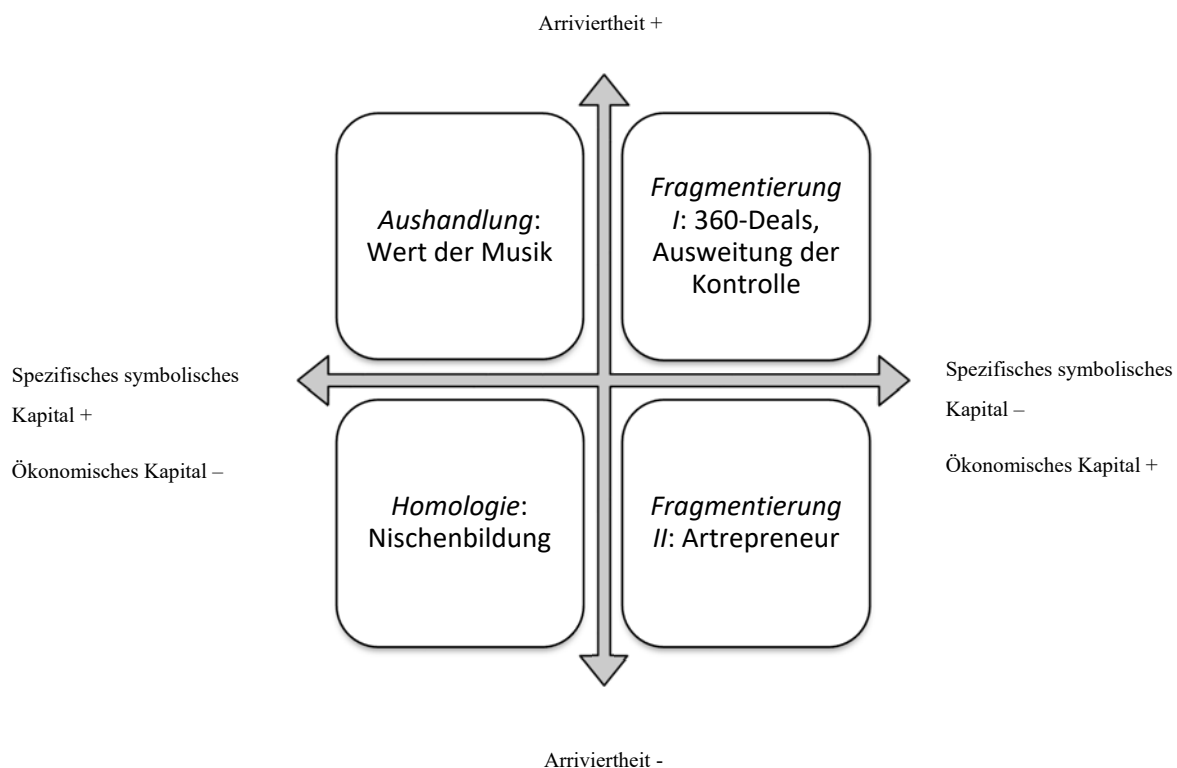 Arriviertheit +
Aushandlung:
Wert der Musik
Fragmentierung
I: 360-Deals,
Ausweitung der
Kontrolle
Spezifisches symbolisches
Kapital +
Ökonomisches Kapital –
Spezifisches symbolisches
Kapital –
Ökonomisches Kapital +
Homologie:
Nischenbildung
Fragmentierung
II: Artrepreneur
Arriviertheit -